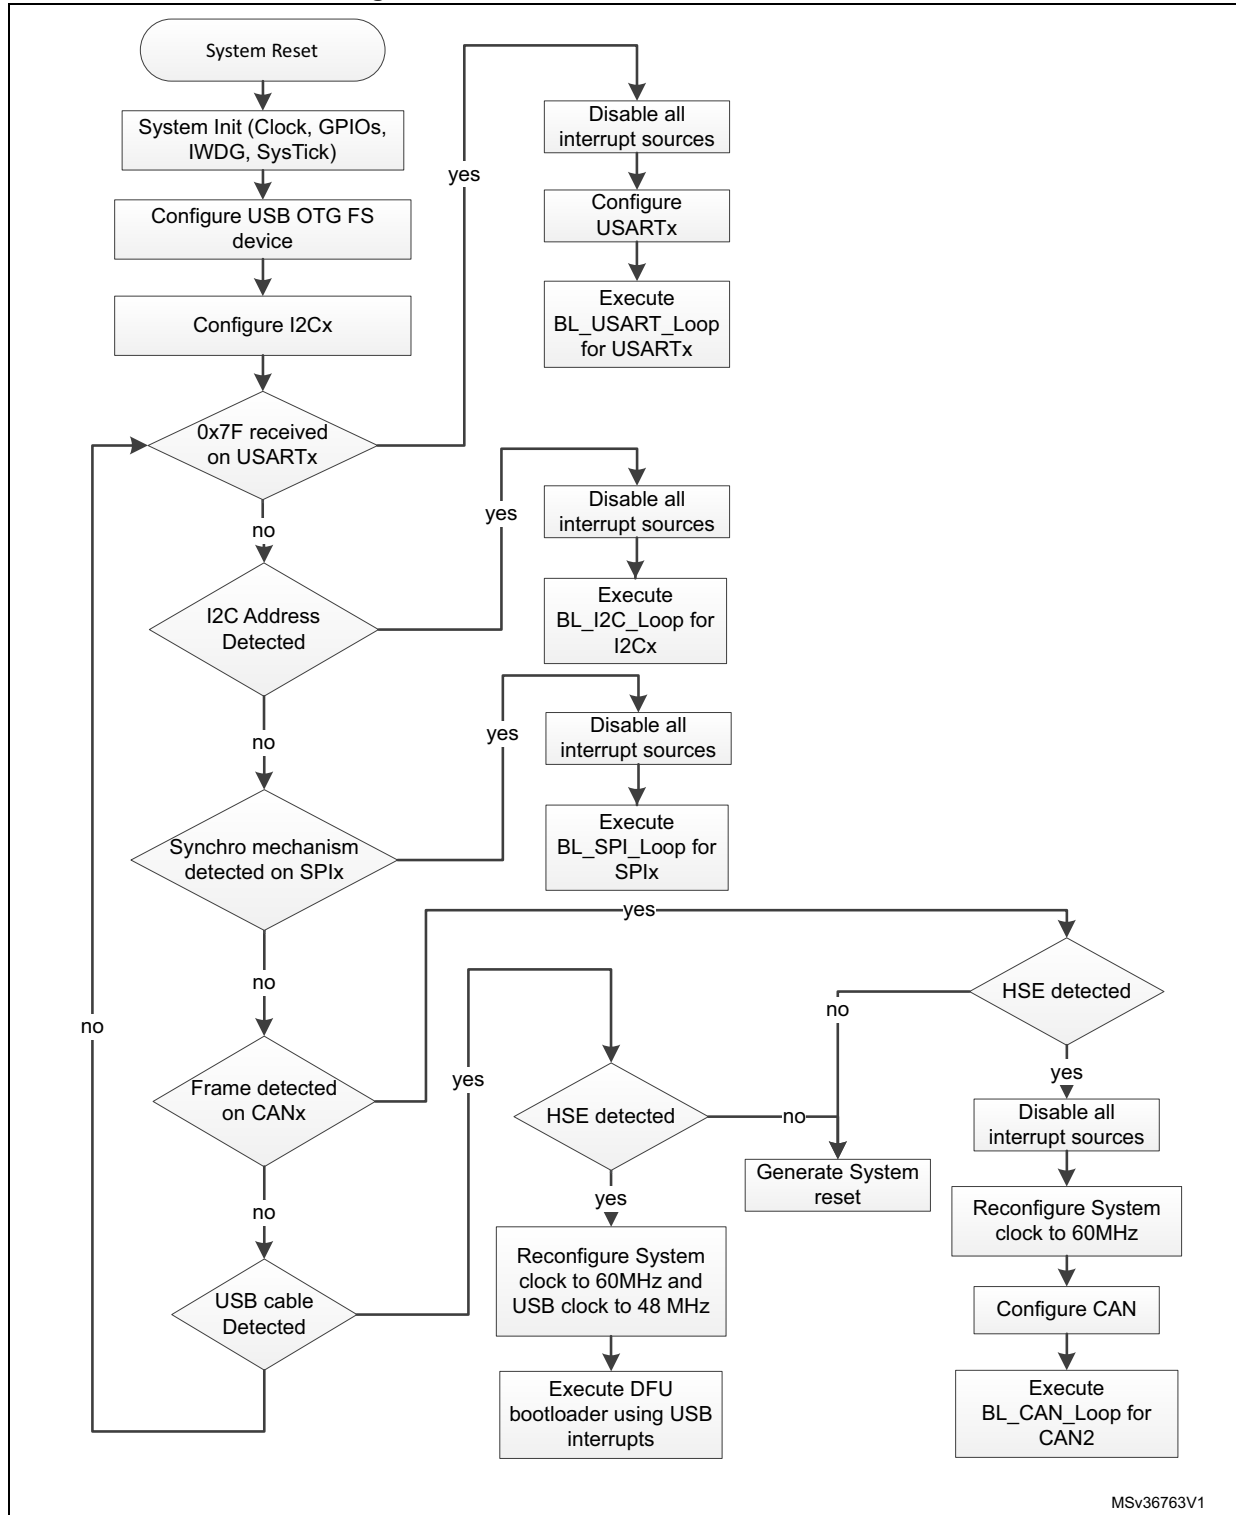 System Reset
System Init (Clock, GPIOs,
IWDG, SysTick)
Configure USB OTG FS
device
Configure I2Cx
0x7F received
on USARTx
yes
Disable all
interrupt sources
Configure
USARTx
Execute
BL_USART_Loop
for USARTx
no
I2C Address
Detected
yes
Disable all
interrupt sources
Execute
BL_I2C_Loop for
I2Cx
no
Synchro mechanism
detected on SPIx
yes
Disable all
interrupt sources
Execute
BL_SPI_Loop for
SPIx
no
Frame detected
on CANx
yes
HSE detected
no
yes
Disable all
interrupt sources
Reconfigure System
clock to 60MHz
Configure CAN
Execute
BL_CAN_Loop for
CAN2
no
USB cable
Detected
yes
HSE detected
no
Generate System
reset
yes
Reconfigure System
clock to 60MHz and
USB clock to 48 MHz
Execute DFU
bootloader using USB
interrupts
no
MSv36763V1